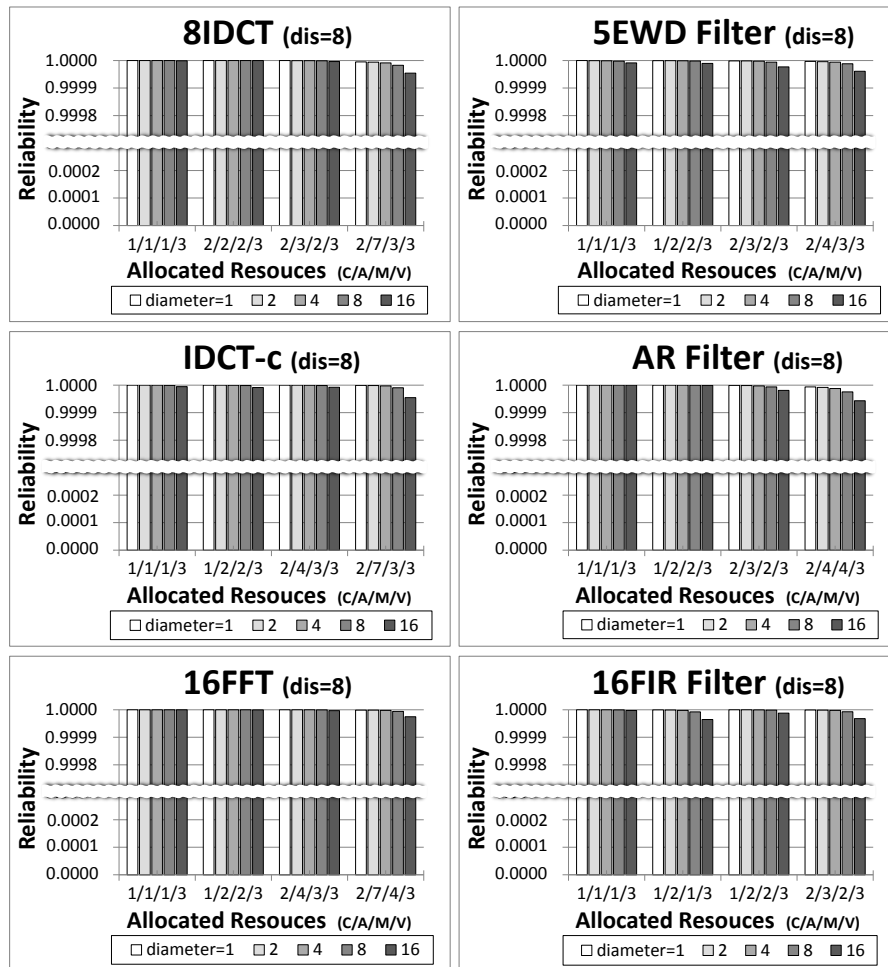 8IDCT (dis=8)
Reliability
1.0000
0.9999
0.9998
0.0002
0.0001
0.0000
1/1/1/3 2/2/2/3 2/3/2/3 2/7/3/3
Allocated Resouces (C/A/M/V)
diameter=1 2 4 8 16
5EWD Filter (dis=8)
Reliability
1.0000
0.9999
0.9998
0.0002
0.0001
0.0000
1/1/1/3 1/2/2/3 2/3/2/3 2/4/3/3
Allocated Resouces (C/A/M/V)
diameter=1 2 4 8 16
IDCT-c (dis=8)
Reliability
1.0000
0.9999
0.9998
0.0002
0.0001
0.0000
1/1/1/3 1/2/2/3 2/4/3/3 2/7/3/3
Allocated Resouces (C/A/M/V)
diameter=1 2 4 8 16
AR Filter (dis=8)
Reliability
1.0000
0.9999
0.9998
0.0002
0.0001
0.0000
1/1/1/3 1/2/2/3 2/3/2/3 2/4/4/3
Allocated Resouces (C/A/M/V)
diameter=1 2 4 8 16
16FFT (dis=8)
Reliability
1.0000
0.9999
0.9998
0.0002
0.0001
0.0000
1/1/1/3 1/2/2/3 2/4/3/3 2/7/4/3
Allocated Resouces (C/A/M/V)
diameter=1 2 4 8 16
16FIR Filter (dis=8)
Reliability
1.0000
0.9999
0.9998
0.0002
0.0001
0.0000
1/1/1/3 1/2/1/3 1/2/2/3 2/3/2/3
Allocated Resouces (C/A/M/V)
diameter=1 2 4 8 16